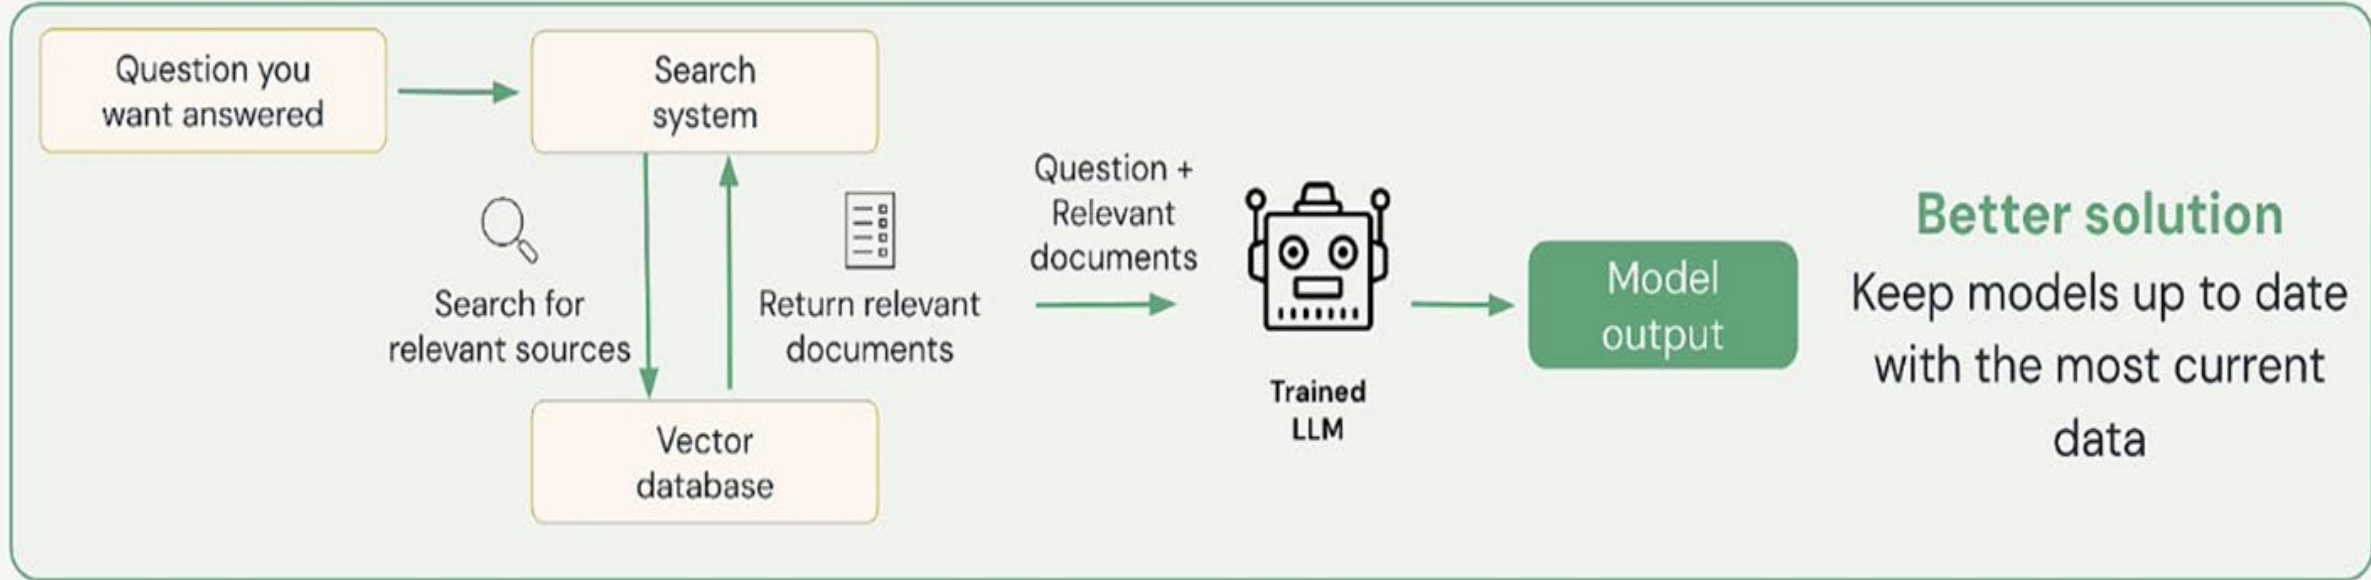 Question you
want answered
Search
system
Search for
relevant sources
Return relevant
documents
Vector
database
Question +
Relevant
documents
Trained
LLM
Model
output
Better solution
Keep models up to date
with the most current
data